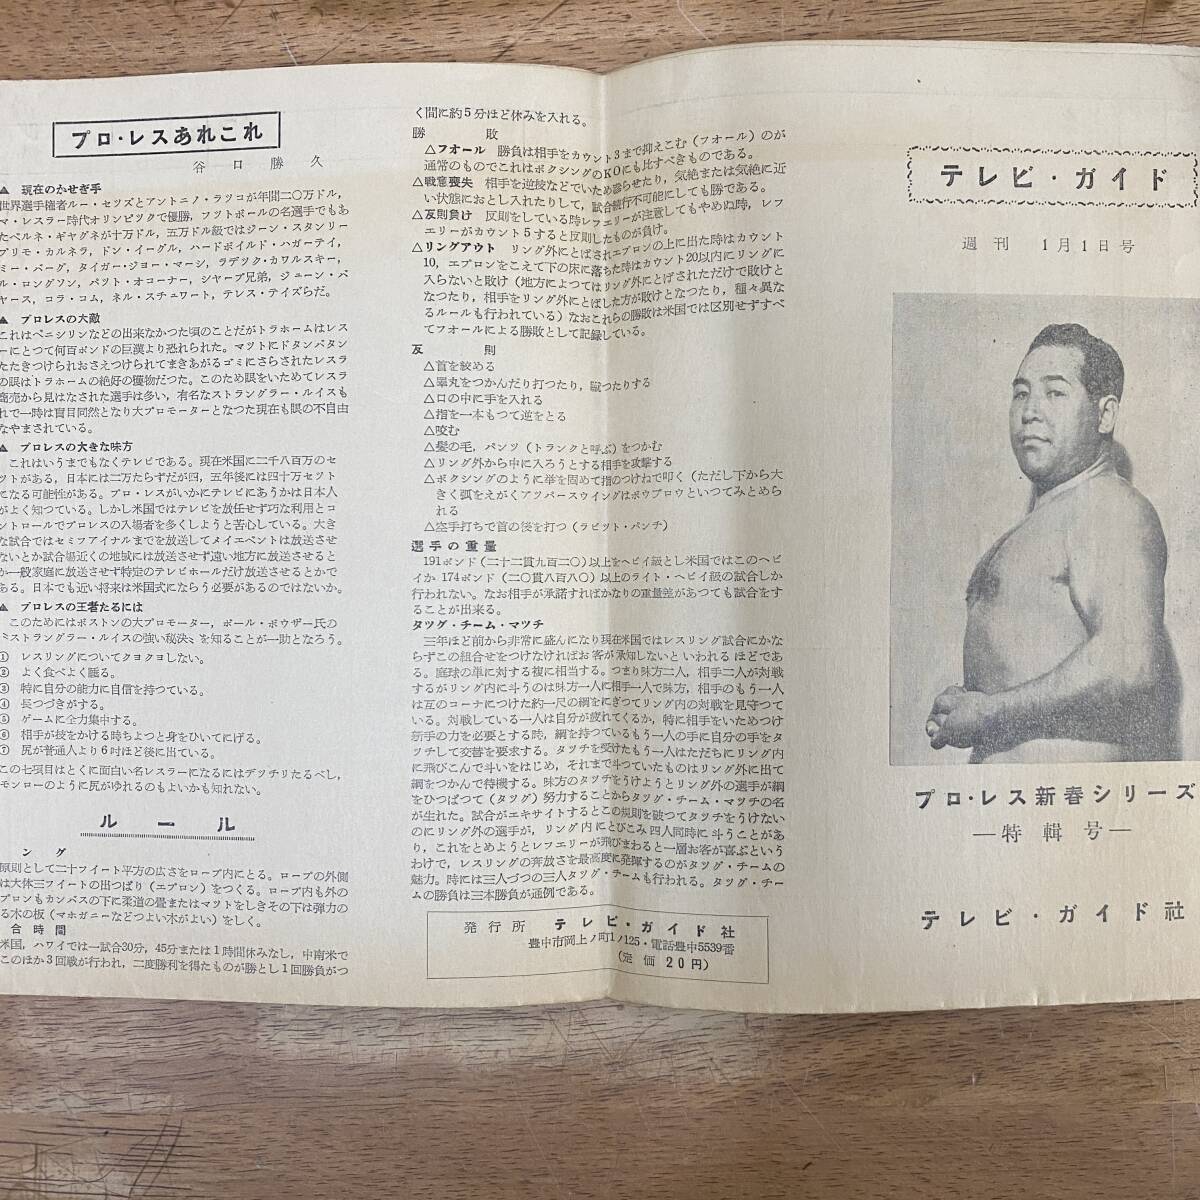 プロ・レスあれこれ
谷口勝久
▲ 現在のかせぎ手
世界選手権者ルー・セツズとアントニク・ラツコが年間二〇万ドル,
マ・レスラー時代オリンピツクで優勝, フツトボールの名選手でもあ
たベルネ・ギヤグネが十万ドル, 五万ドル級ではジーン・スタンリー
プリモ・カルネラ, ドン・イーグル, ハードボイルド・ハガーテイ,
ミー・バーグ, タイガー・ジョー・マーシ, ラデツク・カワルスキー,
ル・ロングソン, パツト・オコーナー, シヤープ兄弟, ジェーン・バ
ヤース, コラ・コム, ネル・スチュワート, テレス・テイズらだ。
▲ プロレスの大敵
これはペニシリンなどの出来なかつた頃のことだがトラホームはレス
ーにとつて何百ポンドの巨漢より恐れられた。マツトにドタンバタン
たたきつけられおさえつけられてまきあがるゴミにさらされたレスラ
の眼はトラホームの絶好の獲物だつた。このため眼をいためてレスラ
商売から見はなされた選手は多い, 有名なストラングラー・ルイスも
れで一時は盲目同然となり大プロモーターとなつた現在も眼の不自由
なやまされている。
▲ プロレスの大きな味方
これはいうまでもなくテレビである。現在米国に二千八百万のセ
ツトがある, 日本には二万たらずだが四, 五年後には四十万セツト
になる可能性がある。プロ・レスがいかにテレビにあうかは日本人
がよく知つている。しかし米国ではテレビを放任せず巧な利用とコ
ントロールでプロレスの入場者を多くしようと苦心している。大き
な試合ではセミフアイナルまでを放送してメイエベントは放送させ
ないとか試合場近くの地域には放送させず遠い地方に放送させると
か一般家庭に放送させず特定のテレビホールだけ放送させるとかで
ある。日本でも近い将来は米国式にならう必要があるのではないか。
▲ プロレスの王者たるには
このためにはボストンの大プロモーター, ポール・ボウザー氏の
〝ストラングラー・ルイスの強い秘決〟を知ることが一助となろう。
① レスリングについてクヨクヨしない。
② よく食べよく睡る。
③ 特に自分の能力に自信を持つている。
④ 長つづきがする。
⑤ ゲームに全力集中する。
⑥ 相手が技をかける時ちよつと身をひいてにげる。
⑦ 尻が普通人より6吋ほど後に出ている。
この七項目はとくに面白い名レスラーになるにはデツチリたるべし,
モンローのように尻がゆれるのもよいかも知れない。
ルール
ング
原則として二十フイート平方の広さをロープ内にとる。ロープの外側
は大体三フイートの出つぱり（エプロン）をつくる。ロープ内も外の
プロンもカンバスの下に柔道の畳またはマツトをしきその下は弾力の
る木の板（マホガニーなどつよい木がよい）をしく。
合時間
米国, ハワイでは一試合30分, 45分または1時間休みなし, 中南米で
このほか3回戦が行われ, 二度勝利を得たものが勝とし1回勝負がつ
く間に約5分ほど休みを入れる。
勝　敗
△フオール 勝負は相手をカウント3まで抑えこむ（フオール）のが
通常のものでこれはボクシングのKOにも比すべきものである。
△戦意喪失 相手を逆技などでいため諦らせたり, 気絶または気絶に近
い状態におとし入れたりして, 試合続行不可能にしても勝である。
△反則負け 反則をしている時レフエリーが注意してもやめぬ時, レフ
エリーがカウント5すると反則したものが負け。
△リングアウト リング外にとばされエプロンの上に出た時はカウント
10, エプロンをこえて下の床に落ちた時はカウント20以内にリングに
入らないと敗け（地方によつてはリング外にとばされただけで敗けと
なつたり, 相手をリング外にとばした方が敗けとなつたり, 種々異な
るルールも行われている）なおこれらの勝敗は米国では区別せずすべ
てフオールによる勝敗として記録している。
反　則
△首を絞める
△睾丸をつかんだり打つたり, 蹴つたりする
△口の中に手を入れる
△指を一本もつて逆をとる
△咬む
△髪の毛, パンツ（トランクと呼ぶ）をつかむ
△リング外から中に入ろうとする相手を攻撃する
△ボクシングのように拳を固めて指のつけねで叩く（ただし下から大
きく弧をえがくアツパースウイングはボウブロウといつてみとめら
れる
△空手打ちで首の後を打つ（ラビツト・パンチ）
選手の重量
191ポンド（二十二貫九百二〇）以上をヘビイ級とし米国ではこのヘビ
イか174ポンド（二〇貫八百八〇）以上のライト・ヘビイ級の試合しか
行われない。なお相手が承諾すればかなりの重量差があつても試合をす
ることが出来る。
タツグ・チーム・マツチ
三年ほど前から非常に盛んになり現在米国ではレスリング試合にかな
らずこの組合せをつけなければお客が承知しないといわれるほどであ
る。庭球の単に対する複に相当する。つまり味方二人, 相手二人が対戦
するがリング内に斗うのは味方一人に相手一人で味方, 相手のもう一人
は互のコーナにつけた約一尺の綱をにぎつてリング内の対戦を見守つて
いる。対戦している一人は自分が疲れてくるか, 特に相手をいためつけ
新手の力を必要とする時, 綱を持つているもう一人の手に自分の手をタ
ツチして交替を要求する。タツチを受けたもう一人はただちにリング内
に飛びこんで斗いをはじめ, それまで斗つていたものはリング外に出て
綱をつかんで待機する。味方のタツチをうけようとリング外の選手が綱
をひつぱつて（タツグ）努力することからタツグ・チーム・マツチの名
が生れた。試合がエキサイトするとこの規則を破つてタツチをうけない
のにリング外の選手が, リング内にとびこみ四人同時に斗うことがあ
り, これをとめようとレフエリーが飛びまわると一層お客が喜ぶという
わけで, レスリングの奔放さを最高度に発揮するのがタツグ・チームの
魅力。時には三人づつの三人タツグ・チームも行われる。タツグ・チー
ムの勝負は三本勝負が通例である。
発行所 テレビ・ガイド社
豊中市岡上ノ町1ノ125・電話豊中5539番
（定価 20円）
テレビ・ガイド
週刊 1月1日号
プロ・レス新春シリーズ
―特輯号―
テレビ・ガイド社